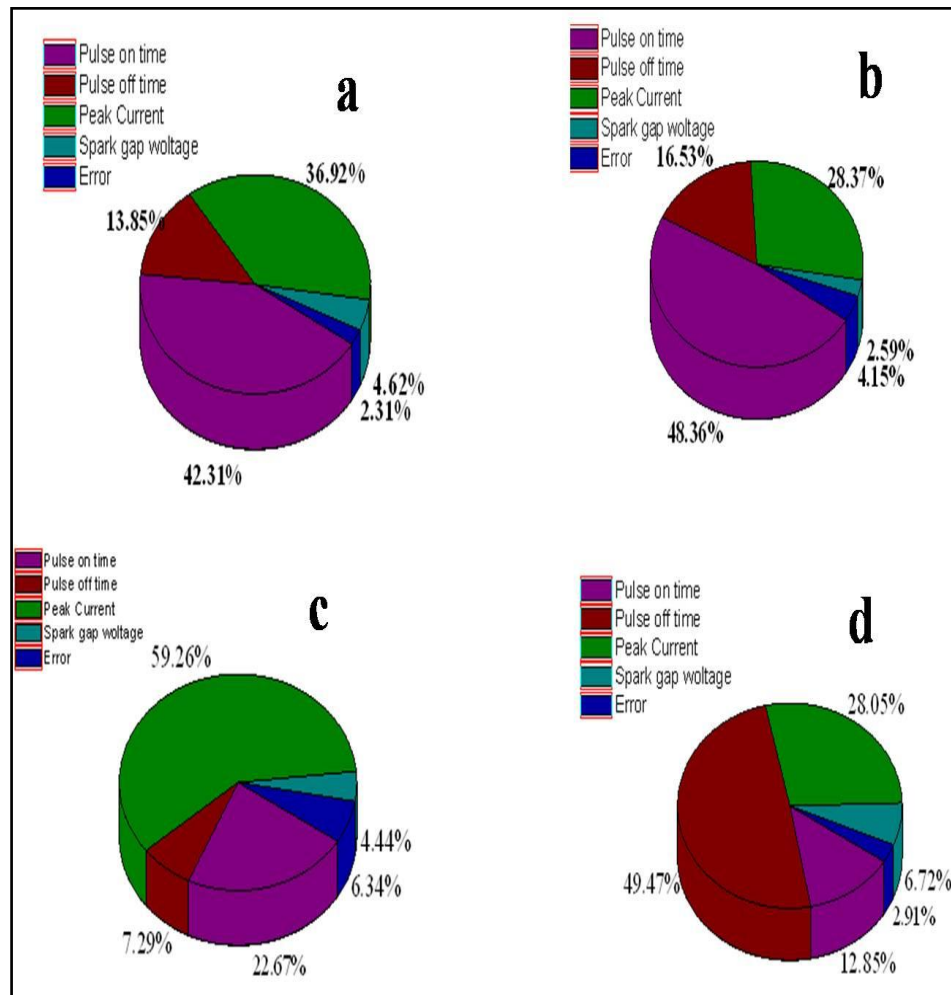 Pulse on time
Pulse off time
Peak Current
Spark gap woltage
Error
a
36.92%
13.85%
4.62%
2.31%
42.31%
Pulse on time
Pulse off time
Peak Current
Spark gap woltage
Error
b
16.53%
28.37%
2.59%
4.15%
48.36%
Pulse on time
Pulse off time
Peak Current
Spark gap woltage
Error
c
59.26%
4.44%
6.34%
7.29%
22.67%
Pulse on time
Pulse off time
Peak Current
Spark gap woltage
Error
d
28.05%
49.47%
6.72%
2.91%
12.85%